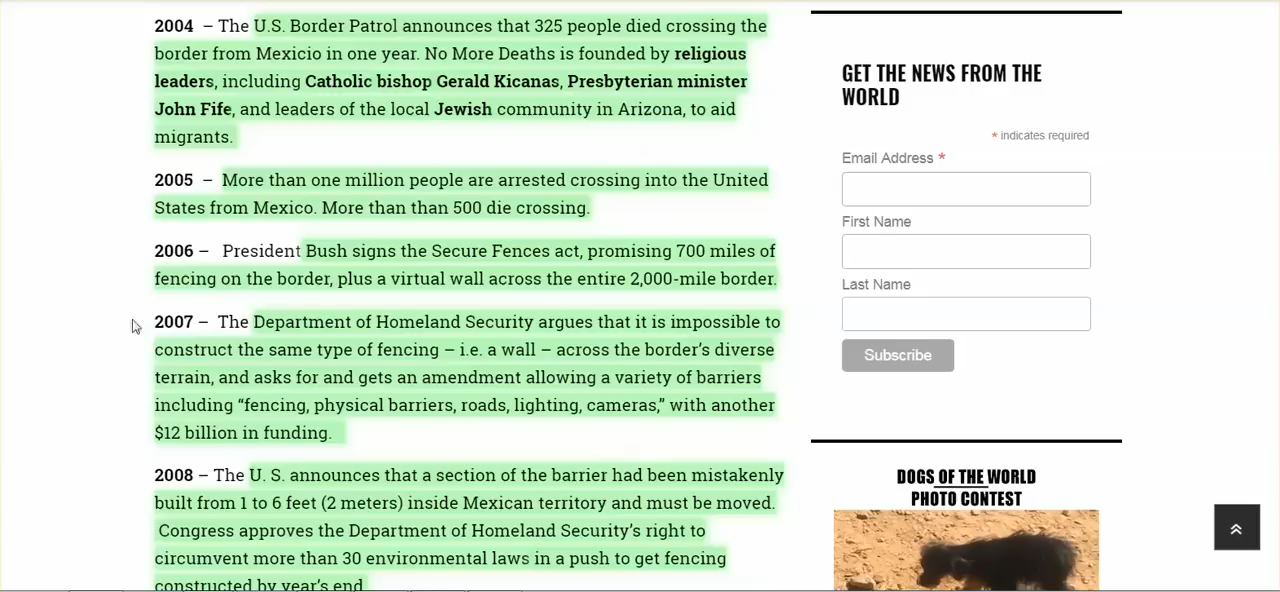 2004 – The U.S. Border Patrol announces that 325 people died crossing the
border from Mexicio in one year. No More Deaths is founded by religious
leaders, including Catholic bishop Gerald Kicanas, Presbyterian minister
John Fife, and leaders of the local Jewish community in Arizona, to aid
migrants.
2005 – More than one million people are arrested crossing into the United
States from Mexico. More than than 500 die crossing.
2006 – President Bush signs the Secure Fences act, promising 700 miles of
fencing on the border, plus a virtual wall across the entire 2,000-mile border.
2007 – The Department of Homeland Security argues that it is impossible to
construct the same type of fencing – i.e. a wall – across the border’s diverse
terrain, and asks for and gets an amendment allowing a variety of barriers
including “fencing, physical barriers, roads, lighting, cameras,” with another
$12 billion in funding.
2008 – The U. S. announces that a section of the barrier had been mistakenly
built from 1 to 6 feet (2 meters) inside Mexican territory and must be moved.
Congress approves the Department of Homeland Security’s right to
circumvent more than 30 environmental laws in a push to get fencing
constructed by year’s end
GET THE NEWS FROM THE
WORLD
* indicates required
Email Address *
First Name
Last Name
Subscribe
DOGS OF THE WORLD
PHOTO CONTEST